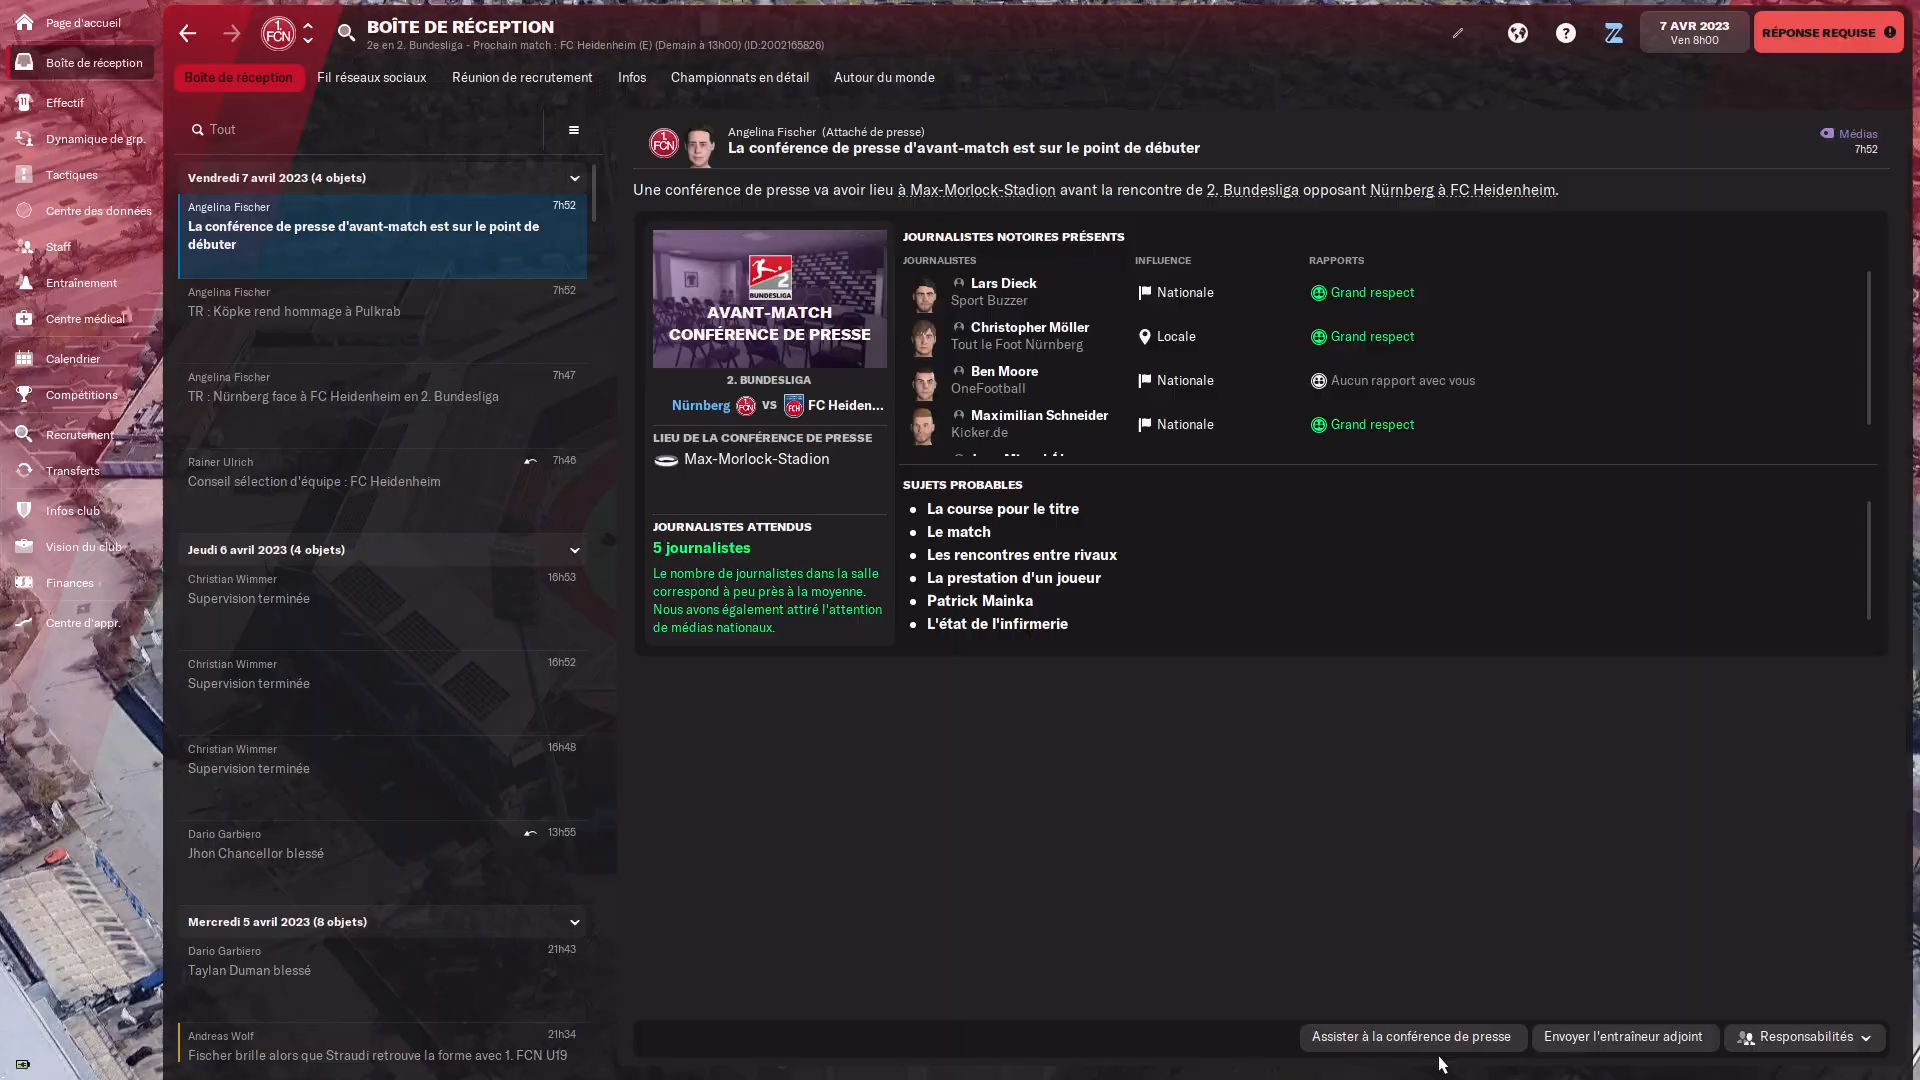 Page d'accueil
Boîte de réception
Effectif
Dynamique de grp.
Tactiques
Centre des données
Staff
Entraînement
Centre médical
Calendrier
Compétitions
Recrutement
Transferts
Infos club
Vision du club
Finances
Centre d'appr.
BOÎTE DE RÉCEPTION
2e en 2. Bundesliga - Prochain match : FC Heidenheim (E) (Demain à 13h00) (ID:2002165826)
7 AVR 2023
Ven 8h00
RÉPONSE REQUISE
Boîte de réception
Fil réseaux sociaux
Réunion de recrutement
Infos
Championnats en détail
Autour du monde
Tout
Vendredi 7 avril 2023 (4 objets)
Angelina Fischer 7h52
La conférence de presse d'avant-match est sur le point de
débuter
Angelina Fischer 7h52
TR : Köpke rend hommage à Pulkrab
Angelina Fischer 7h47
TR : Nürnberg face à FC Heidenheim en 2. Bundesliga
Rainer Ulrich 7h46
Conseil sélection d'équipe : FC Heidenheim
Jeudi 6 avril 2023 (4 objets)
Christian Wimmer 16h53
Supervision terminée
Christian Wimmer 16h52
Supervision terminée
Christian Wimmer 16h48
Supervision terminée
Dario Garbiero 13h55
Jhon Chancellor blessé
Mercredi 5 avril 2023 (8 objets)
Dario Garbiero 21h43
Taylan Duman blessé
Andreas Wolf 21h34
Fischer brille alors que Straudi retrouve la forme avec 1. FCN U19
Angelina Fischer (Attaché de presse)
La conférence de presse d'avant-match est sur le point de débuter
Médias
7h52
Une conférence de presse va avoir lieu à Max-Morlock-Stadion avant la rencontre de 2. Bundesliga opposant Nürnberg à FC Heidenheim.
2
BUNDESLIGA
AVANT-MATCH
CONFÉRENCE DE PRESSE
2. BUNDESLIGA
Nürnberg VS FC Heiden...
LIEU DE LA CONFÉRENCE DE PRESSE
Max-Morlock-Stadion
JOURNALISTES ATTENDUS
5 journalistes
Le nombre de journalistes dans la salle
correspond à peu près à la moyenne.
Nous avons également attiré l'attention
de médias nationaux.
JOURNALISTES NOTOIRES PRÉSENTS
JOURNALISTES INFLUENCE RAPPORTS
Lars Dieck
Sport Buzzer
Nationale
Grand respect
Christopher Möller
Tout le Foot Nürnberg
Locale
Grand respect
Ben Moore
OneFootball
Nationale
Aucun rapport avec vous
Maximilian Schneider
Kicker.de
Nationale
Grand respect
SUJETS PROBABLES
• La course pour le titre
• Le match
• Les rencontres entre rivaux
• La prestation d'un joueur
• Patrick Mainka
• L'état de l'infirmerie
Assister à la conférence de presse
Envoyer l'entraîneur adjoint
Responsabilités